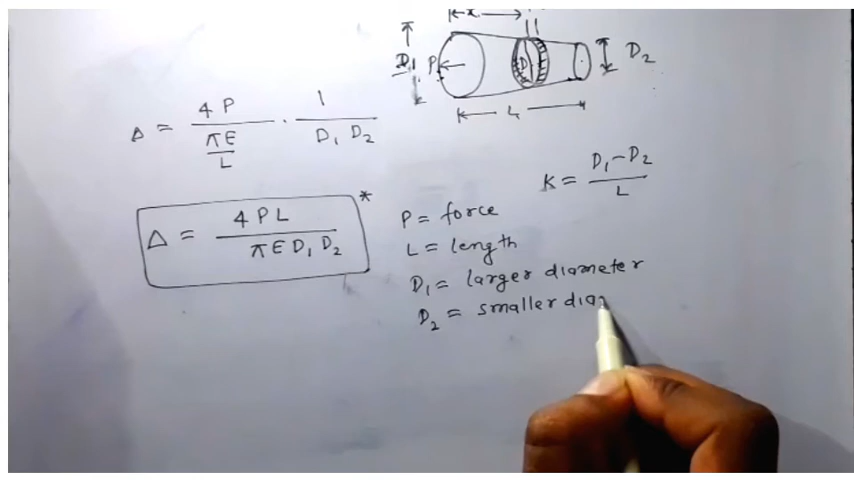 x
D1 P D D2
L
Δ = 4P / (πE / L) · 1 / (D1 D2)
K = (D1 - D2) / L
Δ = 4PL / (πE D1 D2) *
P = force
L = length
D1 = larger diameter
D2 = smaller dia